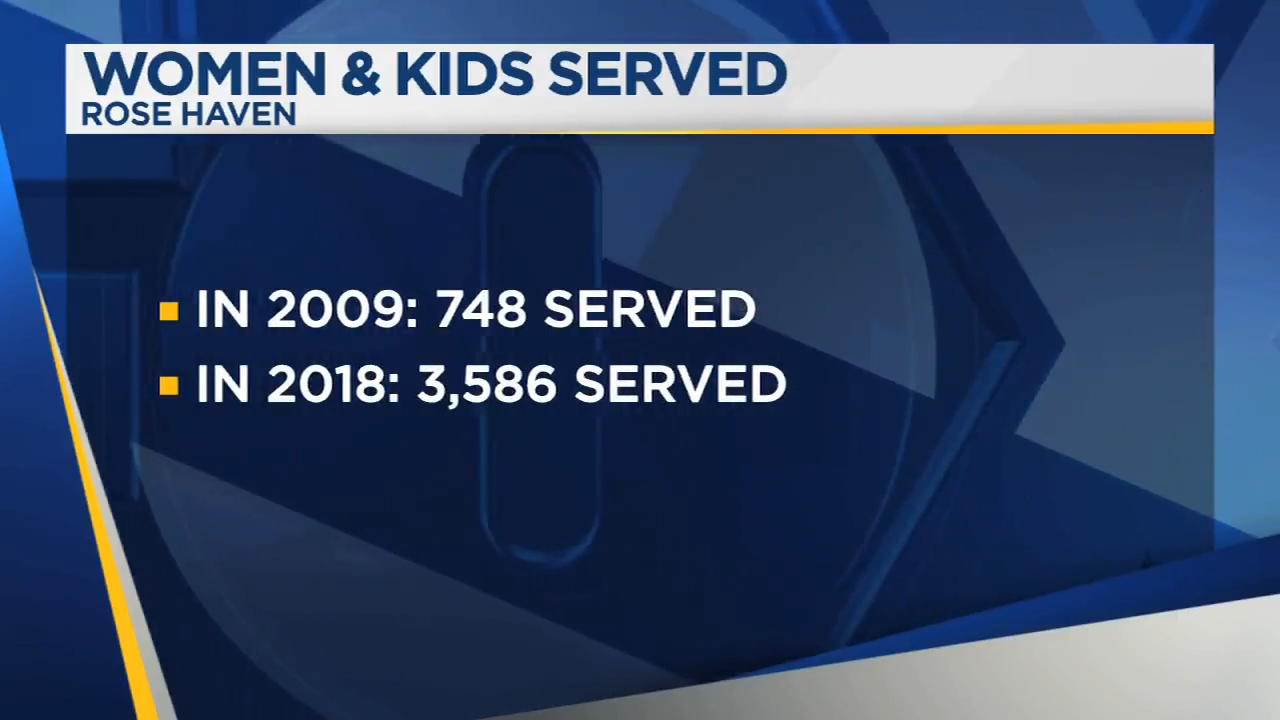 WOMEN & KIDS SERVED
ROSE HAVEN
IN 2009: 748 SERVED
IN 2018: 3,586 SERVED